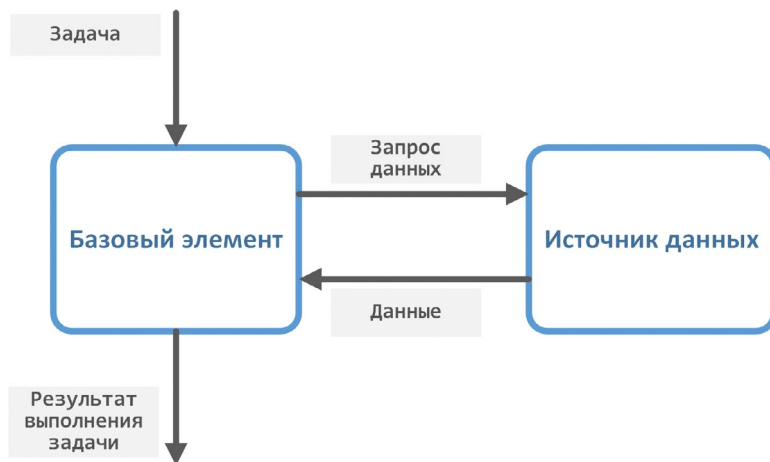 Задача
Запрос
данных
Базовый элемент
Источник данных
Данные
Результат
выполнения
задачи